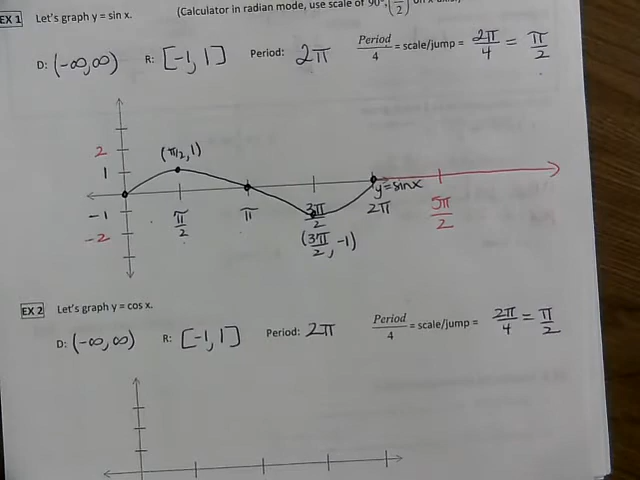 EX 1 Let's graph y = sin x. (Calculator in radian mode, use scale of 90°,
D: (-∞,∞) R: [-1,1] Period: 2π Period/4 = scale/jump = 2π/4 = π/2
2
(π/2,1)
1
y=sinx
-1 π/2 π 3π/2 2π 5π/2
-2
(3π/2,-1)
EX 2 Let's graph y = cos x.
D: (-∞,∞) R: [-1,1] Period: 2π Period/4 = scale/jump = 2π/4 = π/2